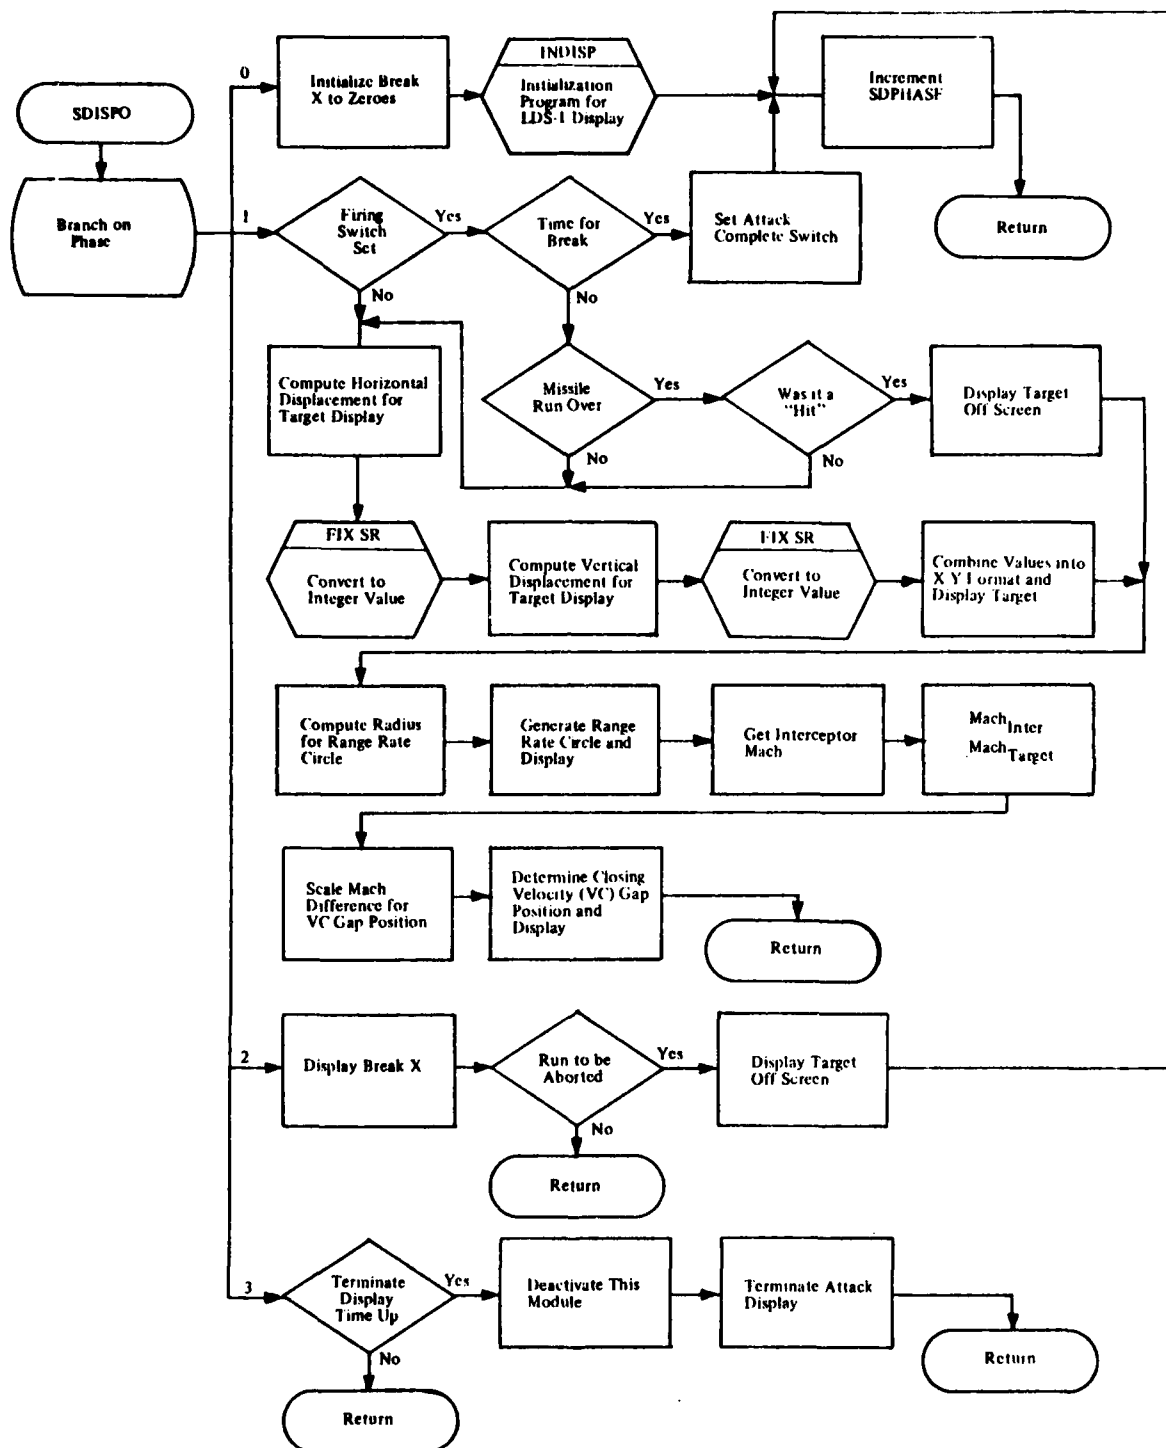 SDISPO
Branch on
Phase
0
Initialize Break
X to Zeroes
INDISP
Initialization
Program for
LDS-1 Display
Increment
SDPHASE
Return
1
Firing
Switch
Set
Yes
No
Time for
Break
Yes
No
Set Attack
Complete Switch
Compute Horizontal
Displacement for
Target Display
Missile
Run Over
Yes
No
Was it a
"Hit"
Yes
No
Display Target
Off Screen
FIX SR
Convert to
Integer Value
Compute Vertical
Displacement for
Target Display
FIX SR
Convert to
Integer Value
Combine Values into
X Y Format and
Display Target
Compute Radius
for Range Rate
Circle
Generate Range
Rate Circle and
Display
Get Interceptor
Mach
Mach Inter
Mach Target
Scale Mach
Difference for
VC Gap Position
Determine Closing
Velocity (VC) Gap
Position and
Display
Return
2
Display Break X
Run to be
Aborted
Yes
No
Display Target
Off Screen
Return
3
Terminate
Display
Time Up
Yes
No
Deactivate This
Module
Terminate Attack
Display
Return
Return